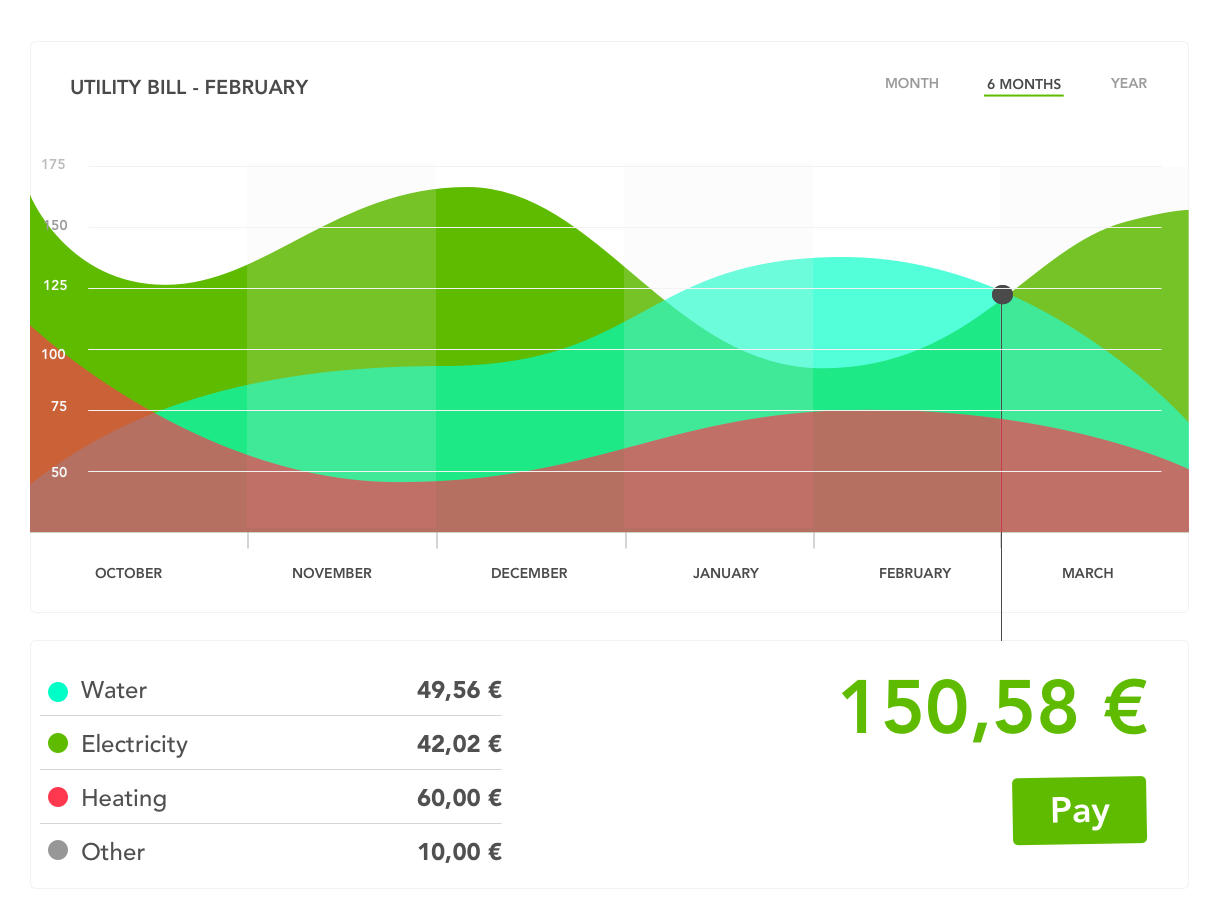 UTILITY BILL - FEBRUARY
MONTH 6 MONTHS YEAR
175
150
125
100
75
50
OCTOBER NOVEMBER DECEMBER JANUARY FEBRUARY MARCH
Water 49,56 €
Electricity 42,02 €
Heating 60,00 €
Other 10,00 €
150,58 €
Pay